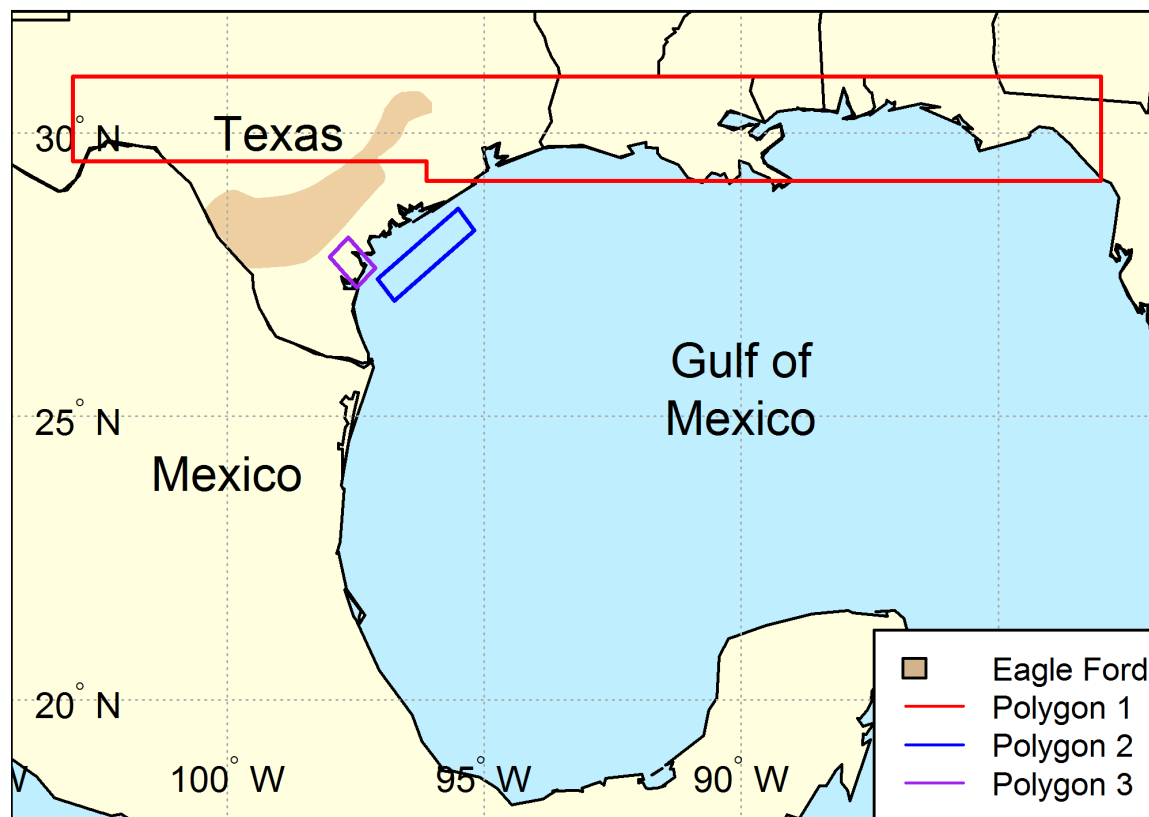 30° N
Texas
Gulf of
Mexico
25° N
Mexico
20° N
W
100° W
95° W
90° W
Eagle Ford
Polygon 1
Polygon 2
Polygon 3